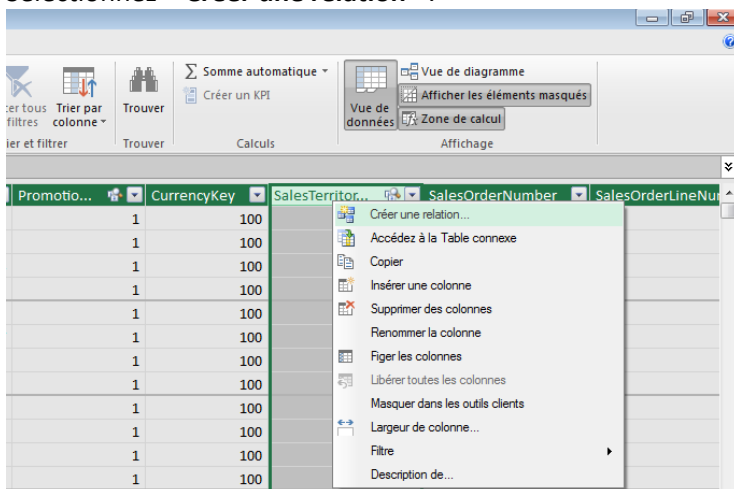 Sélectionnez « Créer une relation » .
Somme automatique
Créer un KPI
Vue de diagramme
Afficher les éléments masqués
Zone de calcul
tous
filtres
Trier par
colonne
Trouver
Vue de
données
et filtrer
Trouver
Calculs
Affichage
Promotio...
CurrencyKey
SalesTerritor...
SalesOrderNumber
SalesOrderLineNu
1 100
1 100
1 100
1 100
1 100
1 100
1 100
1 100
1 100
1 100
1 100
1 100
Créer une relation...
Accédez à la Table connexe
Copier
Insérer une colonne
Supprimer des colonnes
Renommer la colonne
Figer les colonnes
Libérer toutes les colonnes
Masquer dans les outils clients
Largeur de colonne...
Filtre
Description de...